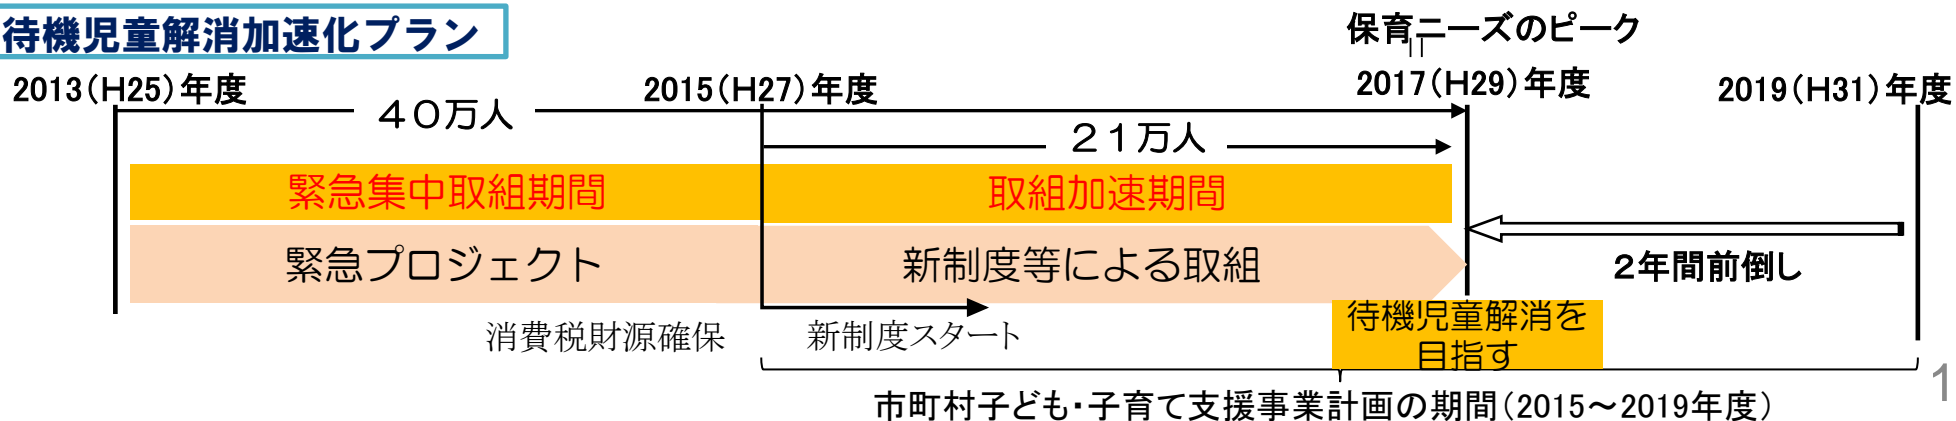 待機児童解消加速化プラン
保育ニーズのピーク
||
2013(H25)年度
2015(H27)年度
2017(H29)年度
2019(H31)年度
40万人
21万人
緊急集中取組期間
取組加速期間
緊急プロジェクト
新制度等による取組
2年間前倒し
消費税財源確保
新制度スタート
待機児童解消を
目指す
市町村子ども・子育て支援事業計画の期間(2015～2019年度)
1